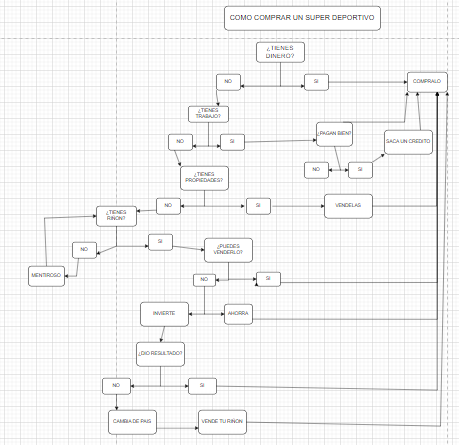 COMO COMPRAR UN SUPER DEPORTIVO
¿TIENES
DINERO?
NO
SI
COMPRALO
¿TIENES
TRABAJO?
NO
SI
¿PAGAN BIEN?
SACA UN CREDITO
NO
SI
¿TIENES
PROPIEDADES?
NO
SI
VENDELAS
¿TIENES
RIÑON?
NO
SI
MENTIROSO
¿PUEDES
VENDERLO?
NO
SI
INVIERTE
AHORRA
¿DIO RESULTADO?
NO
SI
CAMBIA DE PAIS
VENDE TU RIÑON